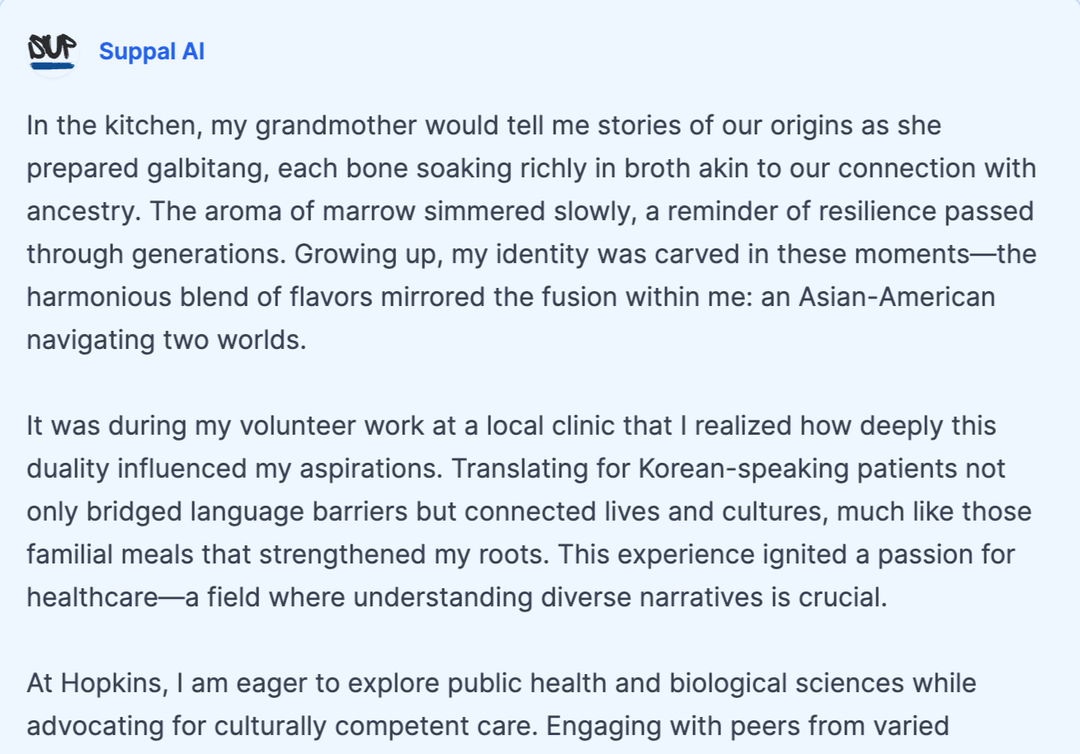 SUP
Suppal AI
In the kitchen, my grandmother would tell me stories of our origins as she
prepared galbitang, each bone soaking richly in broth akin to our connection with
ancestry. The aroma of marrow simmered slowly, a reminder of resilience passed
through generations. Growing up, my identity was carved in these moments—the
harmonious blend of flavors mirrored the fusion within me: an Asian-American
navigating two worlds.
It was during my volunteer work at a local clinic that I realized how deeply this
duality influenced my aspirations. Translating for Korean-speaking patients not
only bridged language barriers but connected lives and cultures, much like those
familial meals that strengthened my roots. This experience ignited a passion for
healthcare—a field where understanding diverse narratives is crucial.
At Hopkins, I am eager to explore public health and biological sciences while
advocating for culturally competent care. Engaging with peers from varied